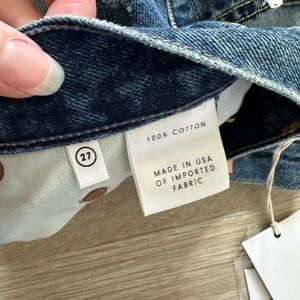 27
100% COTTON
MADE IN USA
OF IMPORTED
FABRIC